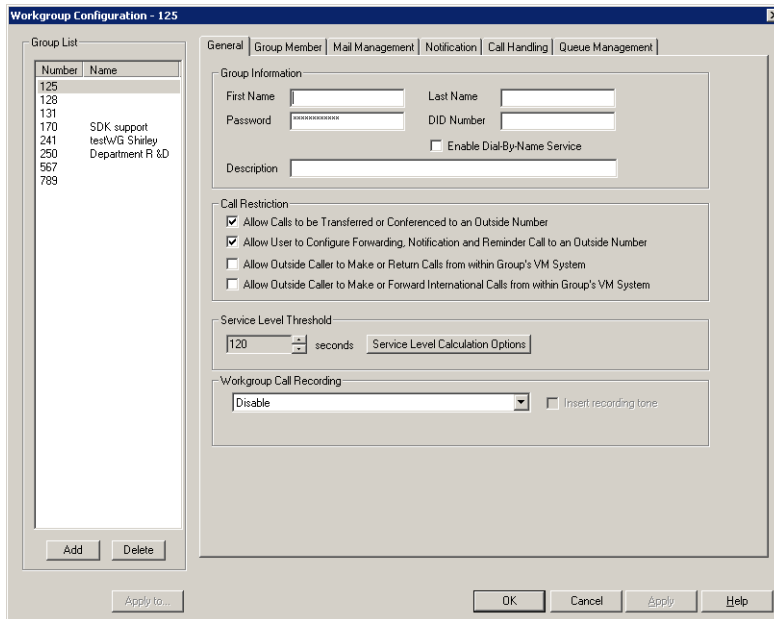 Workgroup Configuration - 125
Group List
Number Name
125
128
131
170 SDK support
241 testWG Shirley
250 Department R &D
567
789
Add Delete
Apply to...
General Group Member Mail Management Notification Call Handling Queue Management
Group Information
First Name Last Name
Password *********** DID Number
Enable Dial-By-Name Service
Description
Call Restriction
Allow Calls to be Transferred or Conferenced to an Outside Number
Allow User to Configure Forwarding, Notification and Reminder Call to an Outside Number
Allow Outside Caller to Make or Return Calls from within Group's VM System
Allow Outside Caller to Make or Forward International Calls from within Group's VM System
Service Level Threshold
120 seconds Service Level Calculation Options
Workgroup Call Recording
Disable Insert recording tone
OK Cancel Apply Help